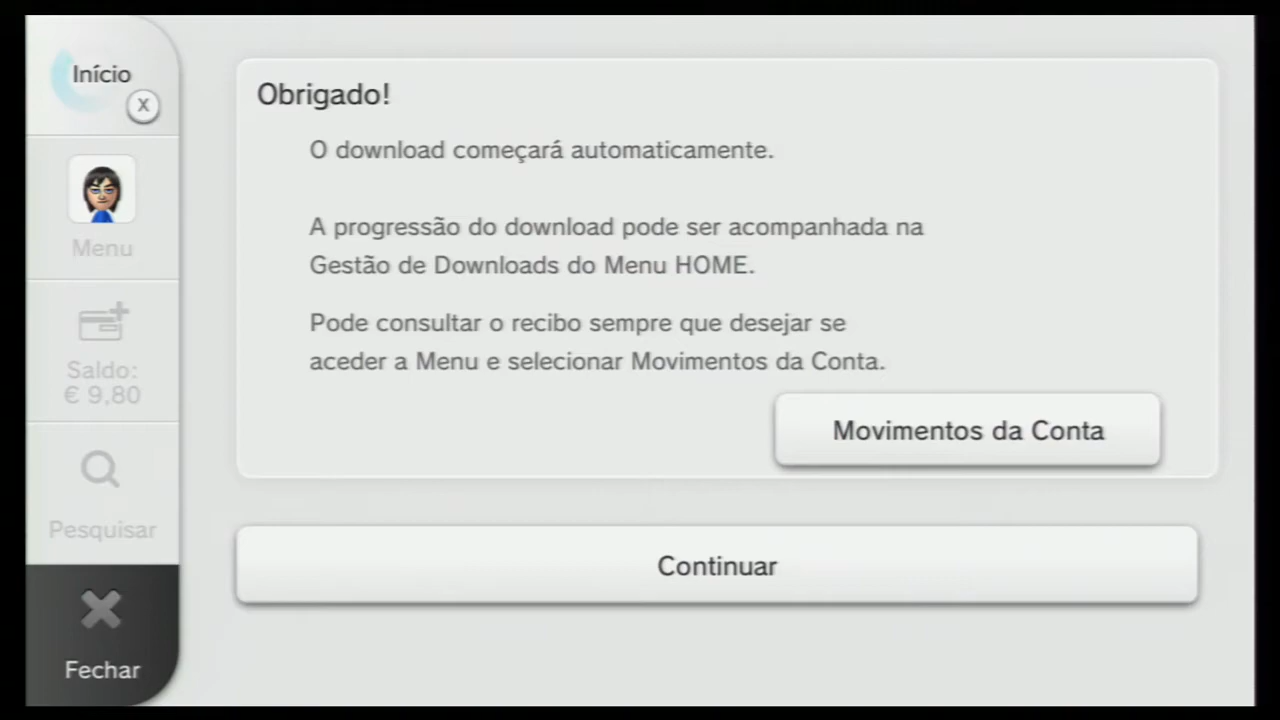 Início
X
Menu
Saldo:
€ 9,80
Pesquisar
Fechar
Obrigado!
O download começará automaticamente.
A progressão do download pode ser acompanhada na
Gestão de Downloads do Menu HOME.
Pode consultar o recibo sempre que desejar se
aceder a Menu e selecionar Movimentos da Conta.
Movimentos da Conta
Continuar